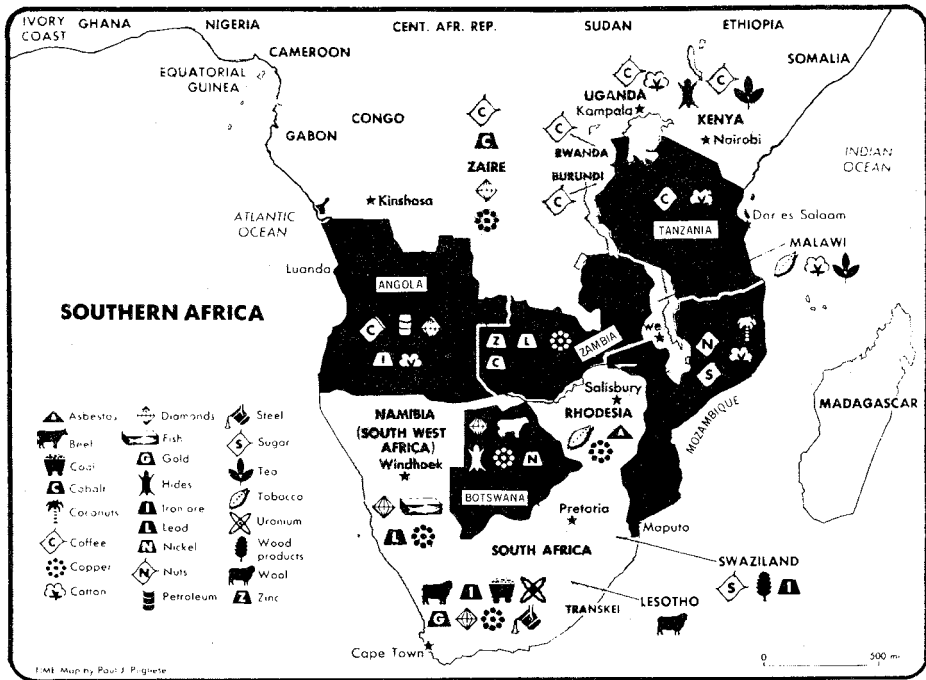 IVORY COAST
GHANA
NIGERIA
CENT. AFR. REP.
SUDAN
ETHIOPIA
CAMEROON
SOMALIA
EQUATORIAL
GUINEA
UGANDA
Kampala
KENYA
Nairobi
GABON
CONGO
ZAIRE
RWANDA
BURUNDI
INDIAN
OCEAN
Kinshasa
ATLANTIC
OCEAN
Dar es Salaam
TANZANIA
MALAWI
Luanda
ANGOLA
SOUTHERN AFRICA
ZAMBIA
we
Salisbury
RHODESIA
MOZAMBIQUE
MADAGASCAR
NAMIBIA
(SOUTH WEST
AFRICA)
Windhoek
BOTSWANA
Pretoria
Maputo
SOUTH AFRICA
SWAZILAND
TRANSKEI
LESOTHO
Cape Town
Asbestos
Beef
Coal
Cobalt
Coconuts
C Coffee
Copper
Cotton
Diamonds
Fish
G Gold
Hides
I Iron ore
L Lead
N Nickel
N Nuts
Petroleum
Steel
S Sugar
Tea
Tobacco
Uranium
Wood
products
Wool
Z Zinc
TIME Map by Paul J. Pugliese
0 500 mi